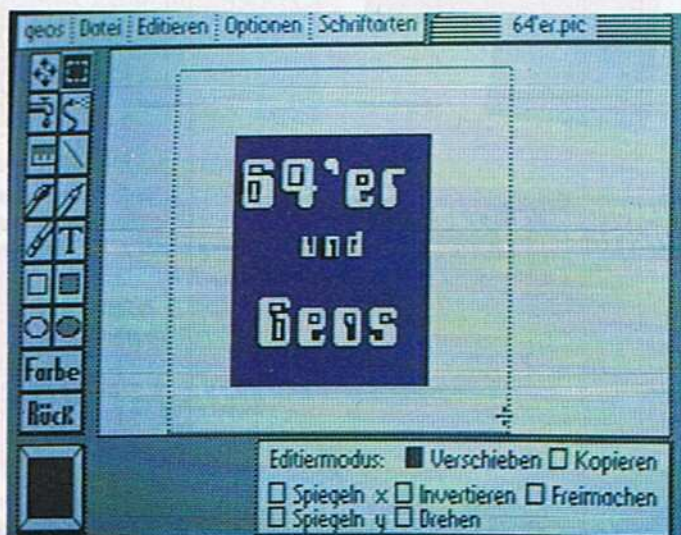 geos Datei Editieren Optionen Schriftarten 64'er.pic
64'er
und
Geos
T
Farbe
Rück
Editiermodus: Verschieben Kopieren
Spiegeln x Invertieren Freimachen
Spiegeln y Drehen